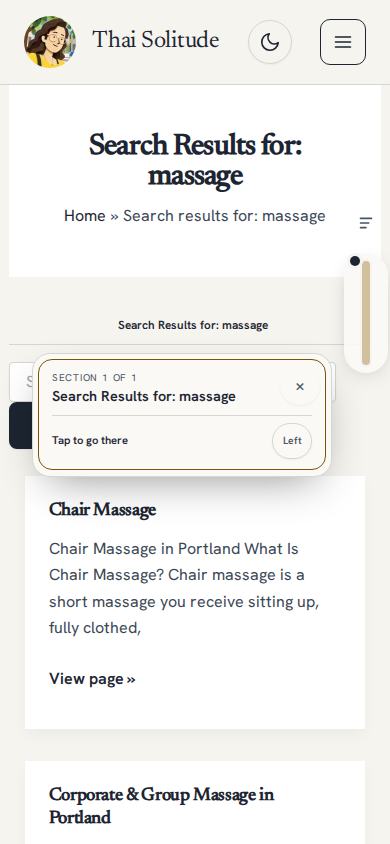 Thai Solitude
Search Results for:
massage
Home » Search results for: massage
Search Results for: massage
S
SECTION 1 OF 1
Search Results for: massage
×
Tap to go there
Left
Chair Massage
Chair Massage in Portland What Is
Chair Massage? Chair massage is a
short massage you receive sitting up,
fully clothed,
View page »
Corporate & Group Massage in
Portland